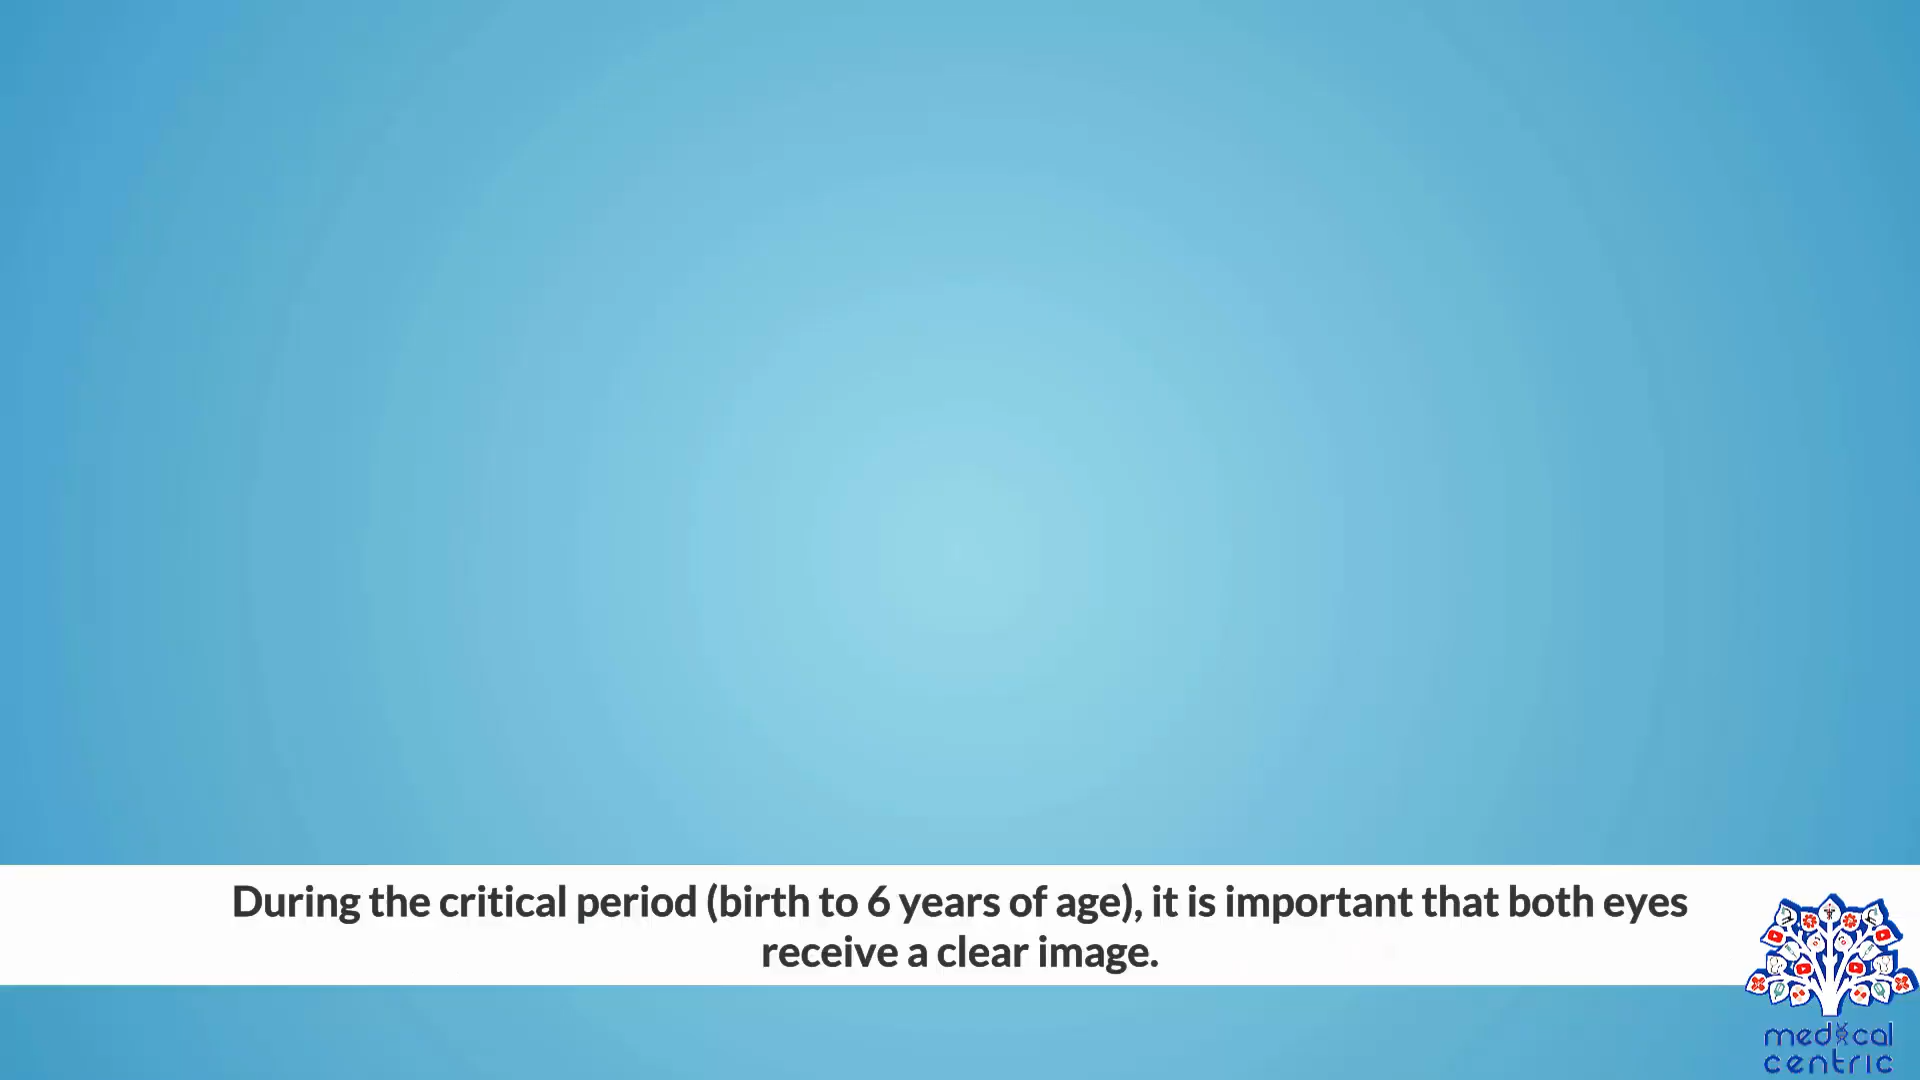 During the critical period (birth to 6 years of age), it is important that both eyes
receive a clear image.
medical
centric